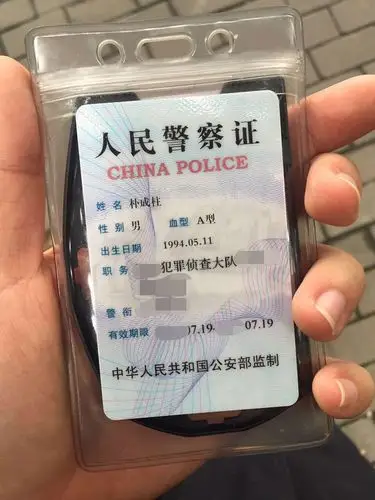 人民警察证
CHINA POLICE
姓名 朴成柱
性别 男 血型 A型
出生日期 1994.05.11
职务 犯罪侦查大队
警衔
有效期限 07.19- 07.19
中华人民共和国公安部监制